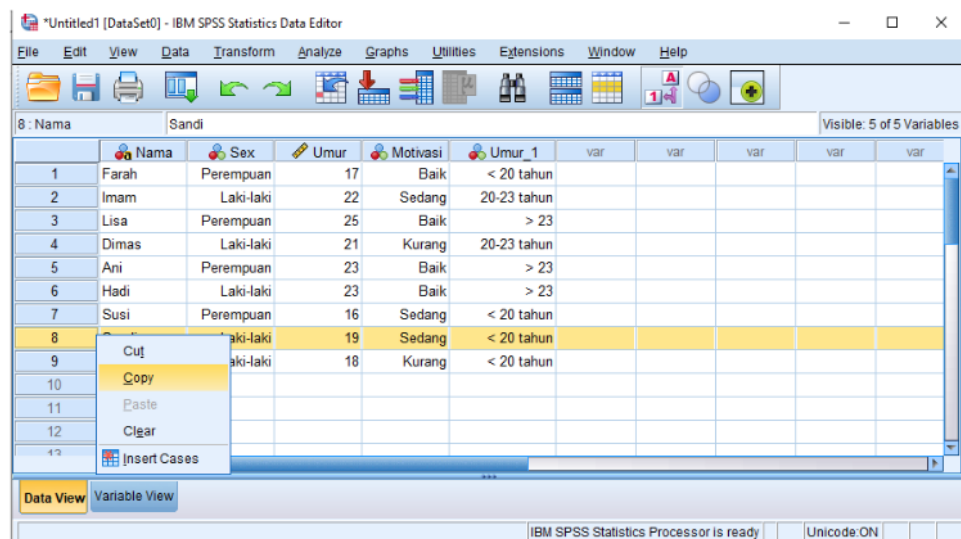 *Untitled1 [DataSet0] - IBM SPSS Statistics Data Editor
File Edit View Data Transform Analyze Graphs Utilities Extensions Window Help
8 : Nama Sandi Visible: 5 of 5 Variables
Nama Sex Umur Motivasi Umur_1 var var var var var
1 Farah Perempuan 17 Baik < 20 tahun
2 Imam Laki-laki 22 Sedang 20-23 tahun
3 Lisa Perempuan 25 Baik > 23
4 Dimas Laki-laki 21 Kurang 20-23 tahun
5 Ani Perempuan 23 Baik > 23
6 Hadi Laki-laki 23 Baik > 23
7 Susi Perempuan 16 Sedang < 20 tahun
8 aki-laki 19 Sedang < 20 tahun
9 aki-laki 18 Kurang < 20 tahun
10
11
12
13
Cut
Copy
Paste
Clear
Insert Cases
Data View Variable View
IBM SPSS Statistics Processor is ready Unicode:ON